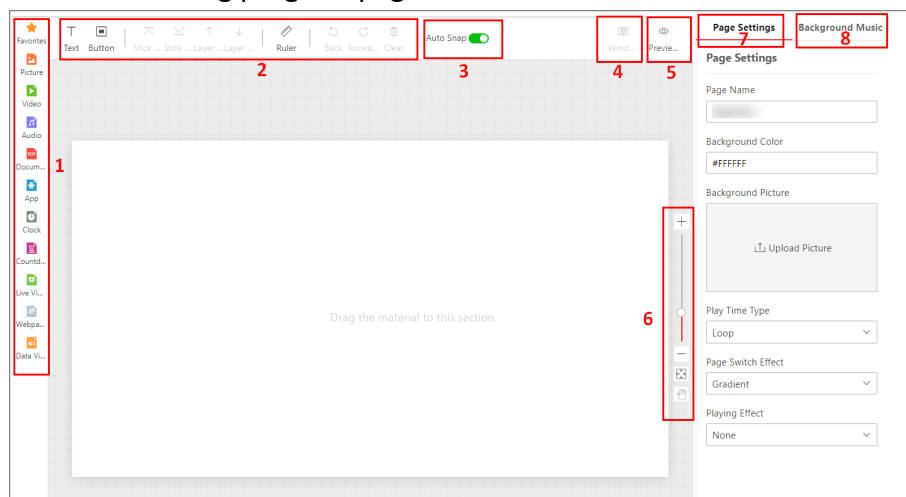 Favorites
Picture
Video
Audio
Docum...
App
Clock
Countd...
Live Vi...
Webpa...
Data Vi...
1
Text Button Stick ... Stick ... Layer ... Layer ... Ruler Back Forwa... Clear
2
Auto Snap
3
Wind...
4
Previe...
5
Drag the material to this section.
6
Page Settings Background Music
7 8
Page Settings
Page Name
Background Color
#FFFFFF
Background Picture
Upload Picture
Play Time Type
Loop
Page Switch Effect
Gradient
Playing Effect
None